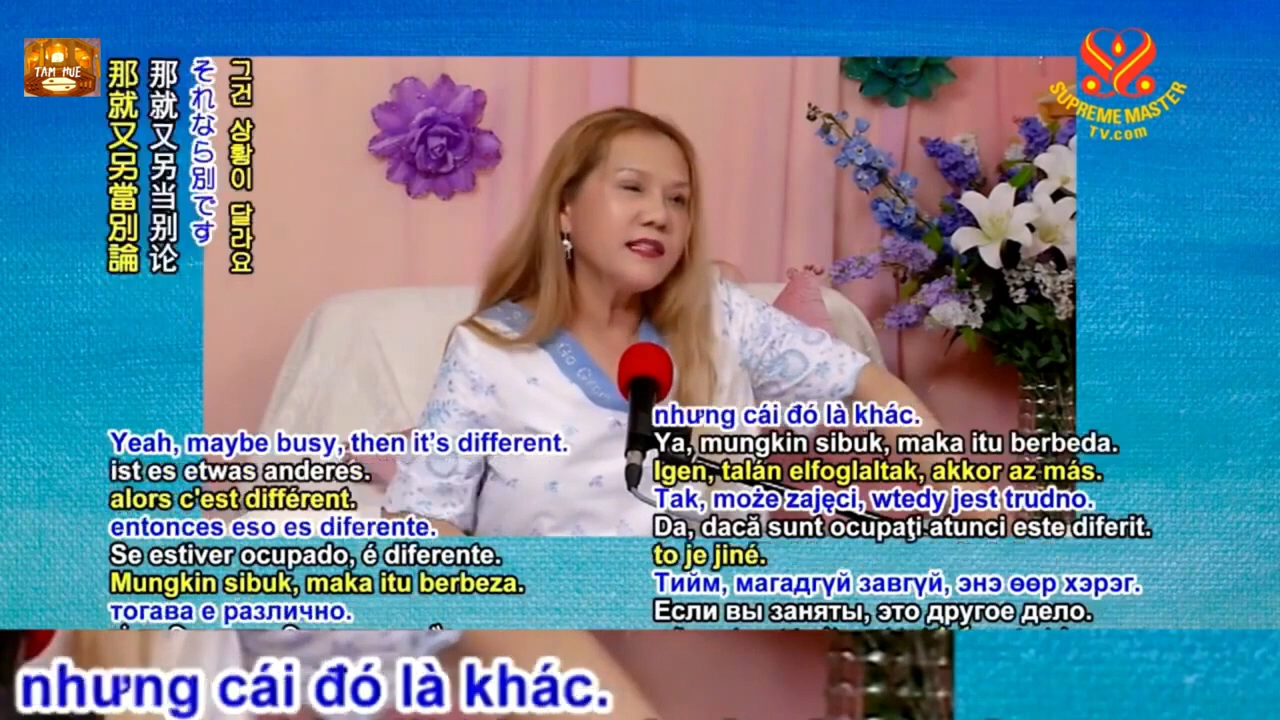 TAM HUE
那就又另當別論
那就又另当别论
それなら別です
그건 상황이 달라요
SUPREME MASTER
TV.com
Go Green
Yeah, maybe busy, then it's different.
ist es etwas anderes.
alors c'est différent.
entonces eso es diferente.
Se estiver ocupado, é diferente.
Mungkin sibuk, maka itu berbeza.
тогава е различно.
nhưng cái đó là khác.
Ya, mungkin sibuk, maka itu berbeda.
Igen, talán elfoglaltak, akkor az más.
Tak, może zajęci, wtedy jest trudno.
Da, dacă sunt ocupaţi atunci este diferit.
to je jiné.
Тийм, магадгүй завгүй, энэ өөр хэрэг.
Если вы заняты, это другое дело.
nhưng cái đó là khác.